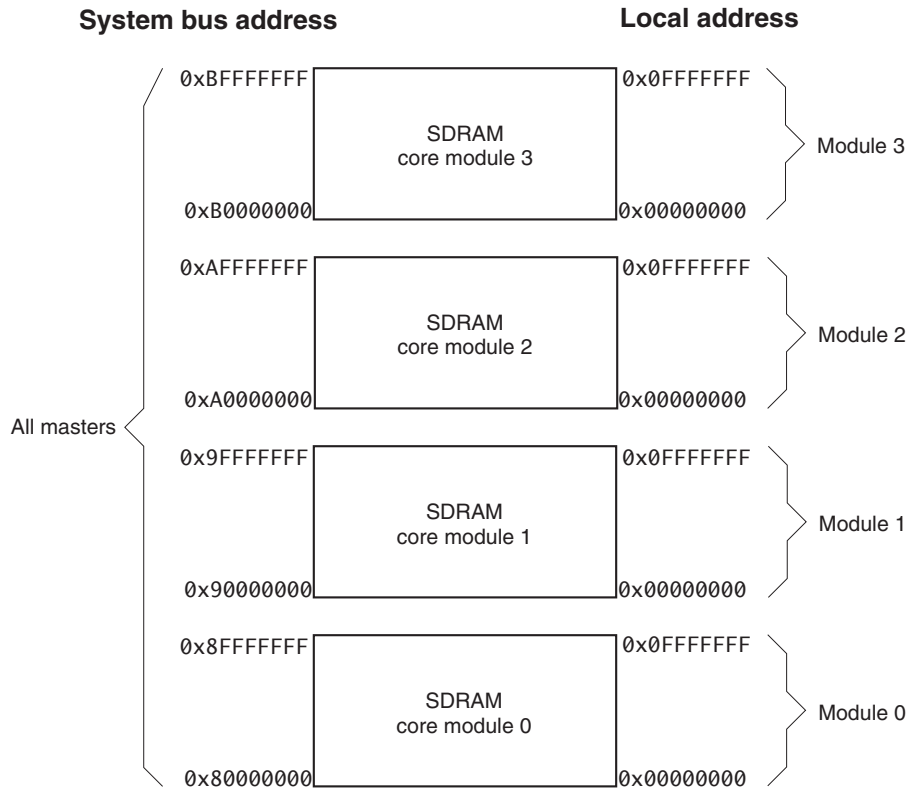 System bus address
Local address
0xBFFFFFFF
0x0FFFFFFF
SDRAM
core module 3
Module 3
0xB0000000
0x00000000
0xAFFFFFFF
0x0FFFFFFF
SDRAM
core module 2
Module 2
0xA0000000
0x00000000
All masters
0x9FFFFFFF
0x0FFFFFFF
SDRAM
core module 1
Module 1
0x90000000
0x00000000
0x8FFFFFFF
0x0FFFFFFF
SDRAM
core module 0
Module 0
0x80000000
0x00000000